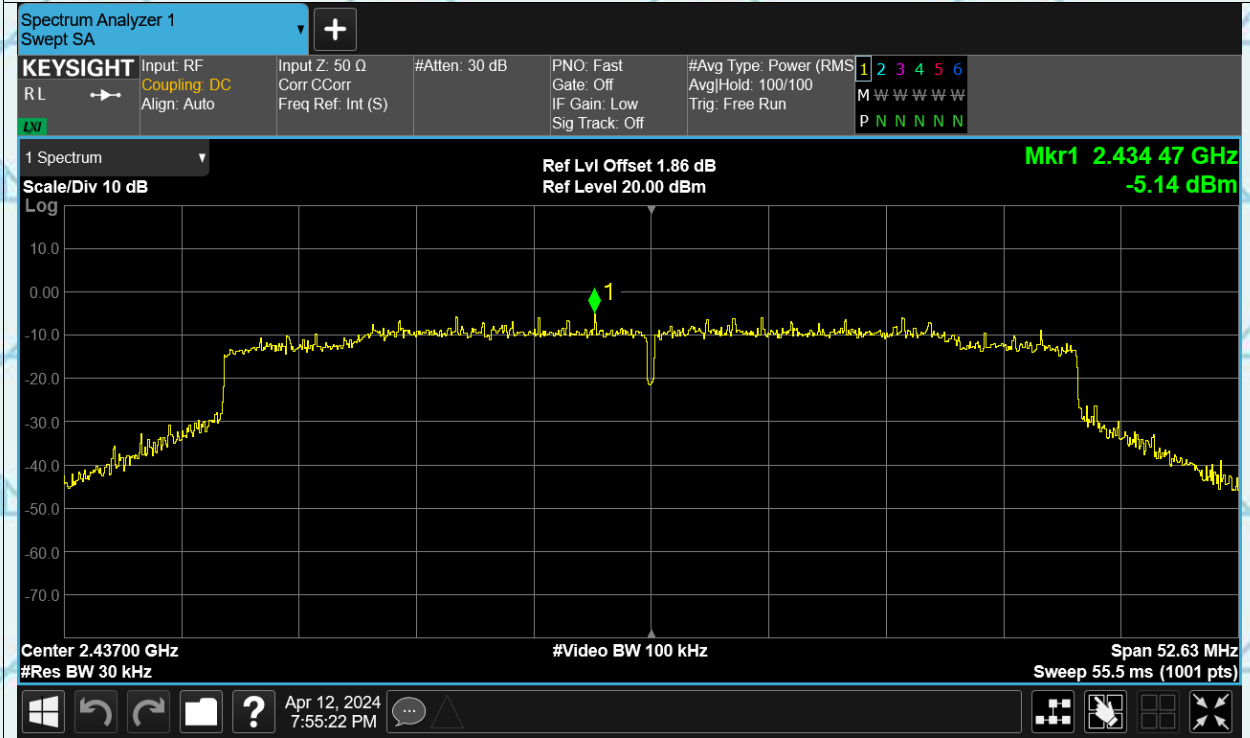 Spectrum Analyzer 1
Swept SA
KEYSIGHT
R L
LXI
Input: RF
Coupling: DC
Align: Auto
Input Z: 50 Ω
Corr CCorr
Freq Ref: Int (S)
#Atten: 30 dB
PNO: Fast
Gate: Off
IF Gain: Low
Sig Track: Off
#Avg Type: Power (RMS
Avg|Hold: 100/100
Trig: Free Run
1 2 3 4 5 6
M W W W W W
P N N N N N
1 Spectrum
Scale/Div 10 dB
Ref Lvl Offset 1.86 dB
Ref Level 20.00 dBm
Mkr1 2.434 47 GHz
-5.14 dBm
Log
10.0
0.00
-10.0
-20.0
-30.0
-40.0
-50.0
-60.0
-70.0
1
Center 2.43700 GHz
#Video BW 100 kHz
Span 52.63 MHz
#Res BW 30 kHz
Sweep 55.5 ms (1001 pts)
?
Apr 12, 2024
7:55:22 PM